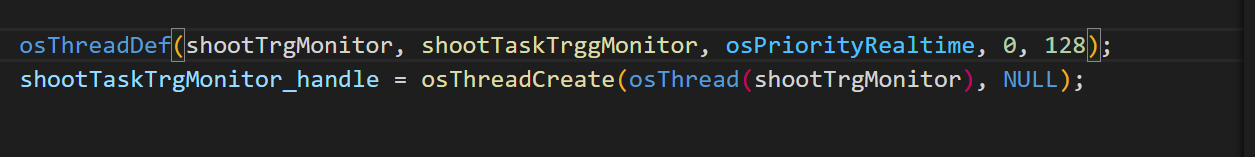 osThreadDef(shootTrgMonitor, shootTaskTrggMonitor, osPriorityRealtime, 0, 128);
shootTaskTrgMonitor_handle = osThreadCreate(osThread(shootTrgMonitor), NULL);